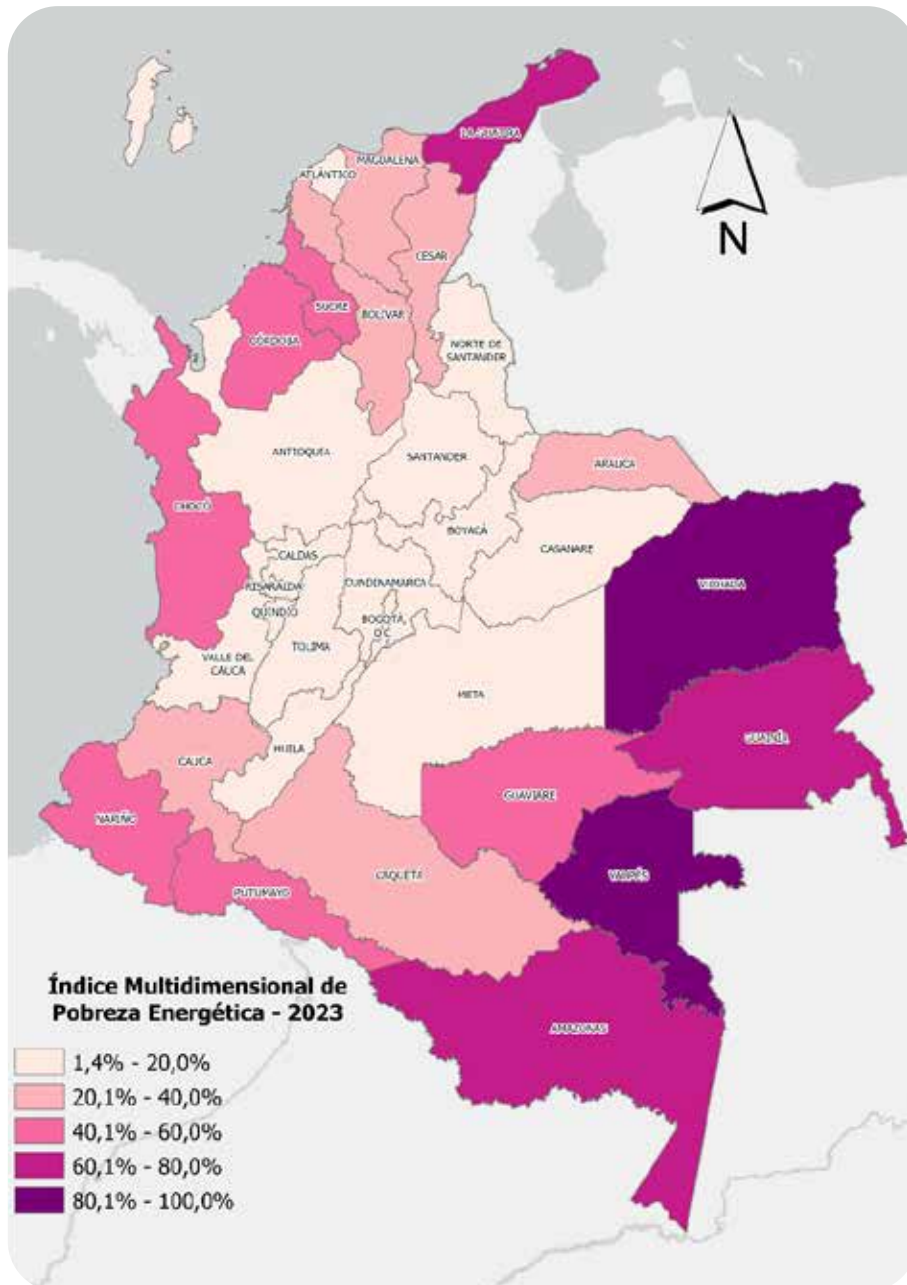 LA GUAJIRA
MAGDALENA
ATLÁNTICO
CESAR
SUCRE
BOLÍVAR
CÓRDOBA
NORTE DE
SANTANDER
N
ANTIOQUIA
SANTANDER
ARAUCA
CHOCÓ
BOYACÁ
CASANARE
CALDAS
VICHADA
CUNDINAMARCA
RISARALDA
QUINDIO
BOGOTÁ,
D.C.
TOLIMA
VALLE DEL
CAUCA
META
GUAINÍA
HUILA
CAUCA
GUAVIARE
NARIÑO
VAUPÉS
CAQUETÁ
PUTUMAYO
AMAZONAS
Índice Multidimensional de
Pobreza Energética - 2023
1,4% - 20,0%
20,1% - 40,0%
40,1% - 60,0%
60,1% - 80,0%
80,1% - 100,0%